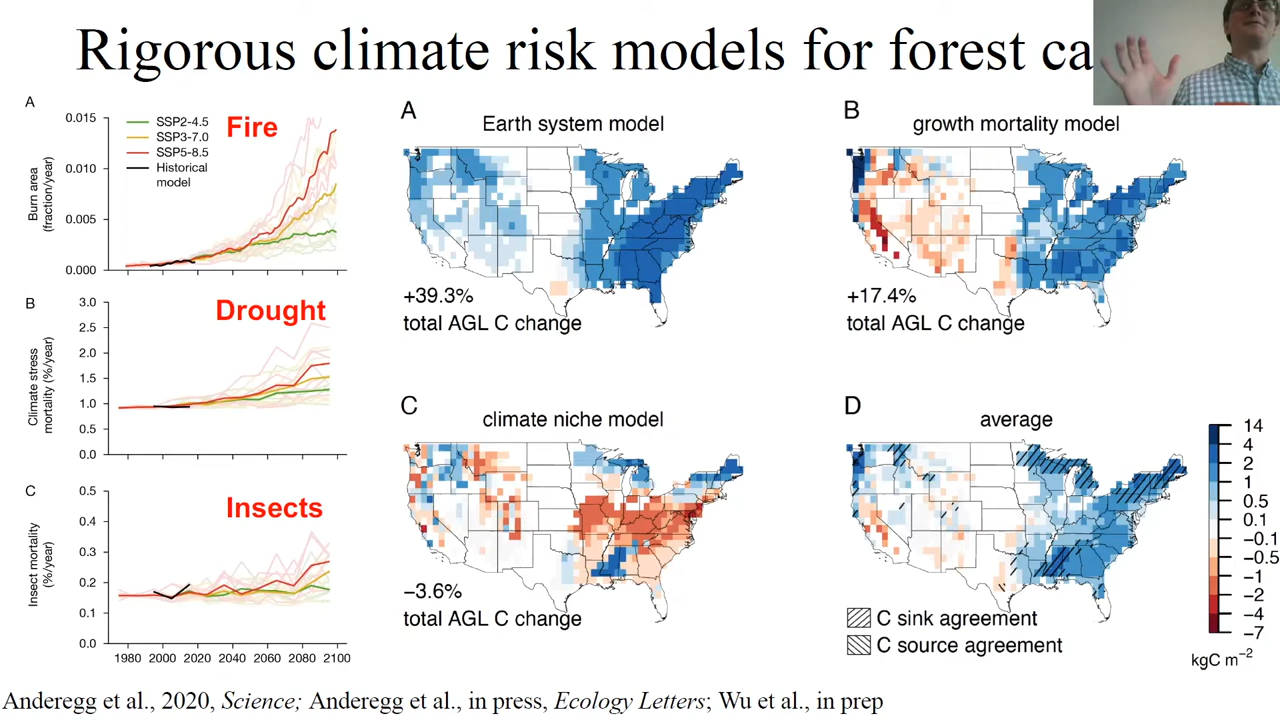 Rigorous climate risk models for forest ca
A
0.015
0.010
0.005
0.000
Burn area
(fraction/year)
SSP2-4.5
SSP3-7.0
SSP5-8.5
Historical
model
Fire
B
3.0
2.5
2.0
1.5
1.0
0.5
0.0
Climate stress
mortality (%/year)
Drought
C
0.5
0.4
0.3
0.2
0.1
0.0
Insect mortality
(%/year)
Insects
1980 2000 2020 2040 2060 2080 2100
A
Earth system model
+39.3%
total AGL C change
B
growth mortality model
+17.4%
total AGL C change
C
climate niche model
−3.6%
total AGL C change
D
average
C sink agreement
C source agreement
14
4
2
1
0.5
0.1
−0.1
−0.5
−1
−2
−4
−7
kgC m−2
Anderegg et al., 2020, Science; Anderegg et al., in press, Ecology Letters; Wu et al., in prep